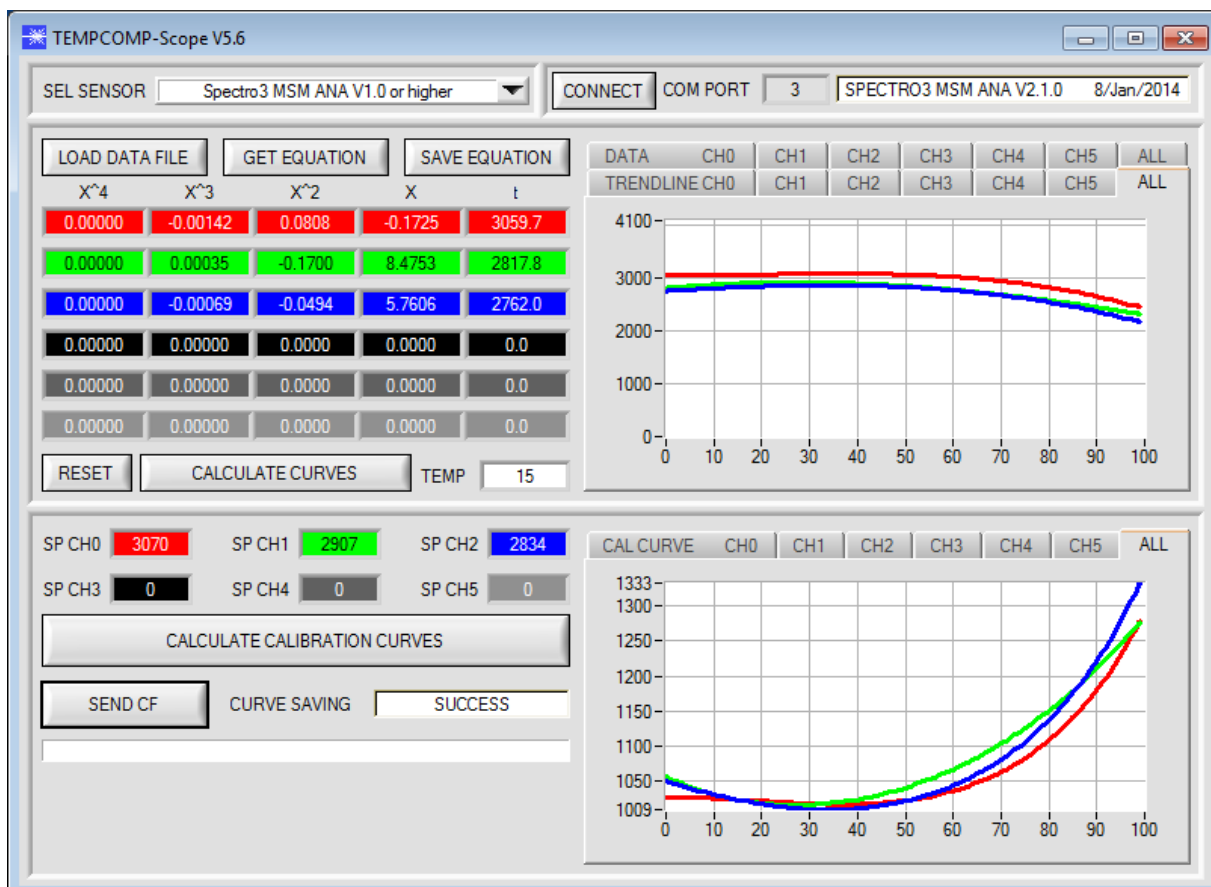 TEMPCOMP-Scope V5.6
SEL SENSOR Spectro3 MSM ANA V1.0 or higher
CONNECT COM PORT 3 SPECTRO3 MSM ANA V2.1.0 8/Jan/2014
LOAD DATA FILE GET EQUATION SAVE EQUATION
X^4 X^3 X^2 X t
0.00000 -0.00142 0.0808 -0.1725 3059.7
0.00000 0.00035 -0.1700 8.4753 2817.8
0.00000 -0.00069 -0.0494 5.7606 2762.0
0.00000 0.00000 0.0000 0.0000 0.0
0.00000 0.00000 0.0000 0.0000 0.0
0.00000 0.00000 0.0000 0.0000 0.0
RESET CALCULATE CURVES TEMP 15
DATA CH0 CH1 CH2 CH3 CH4 CH5 ALL
TRENDLINE CH0 CH1 CH2 CH3 CH4 CH5 ALL
4100
3000
2000
1000
0
0 10 20 30 40 50 60 70 80 90 100
SP CH0 3070 SP CH1 2907 SP CH2 2834
SP CH3 0 SP CH4 0 SP CH5 0
CALCULATE CALIBRATION CURVES
SEND CF CURVE SAVING SUCCESS
CAL CURVE CH0 CH1 CH2 CH3 CH4 CH5 ALL
1333
1300
1250
1200
1150
1100
1050
1009
0 10 20 30 40 50 60 70 80 90 100